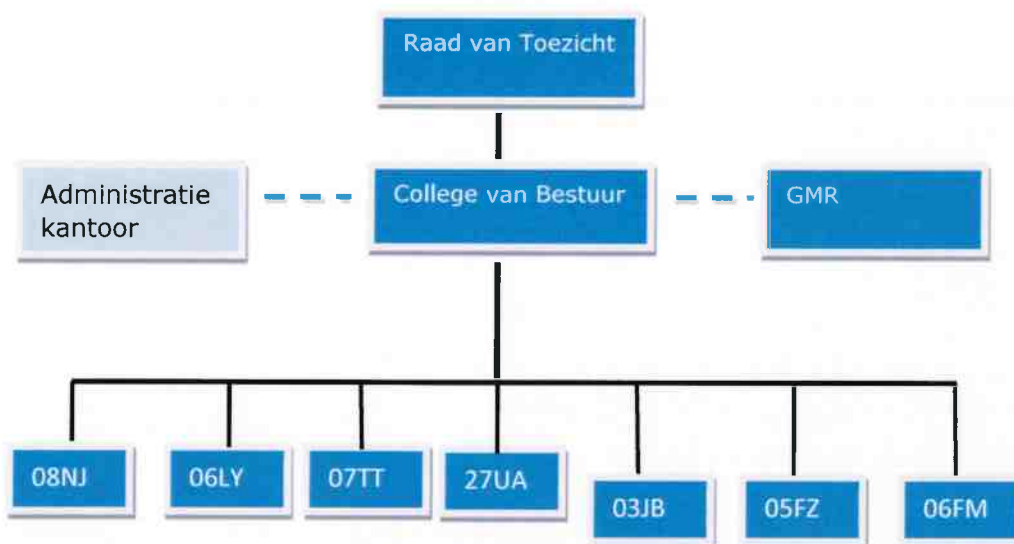 Raad van Toezicht
Administratie
kantoor
College van Bestuur
GMR
08NJ
06LY
07TT
27UA
03JB
05FZ
06FM